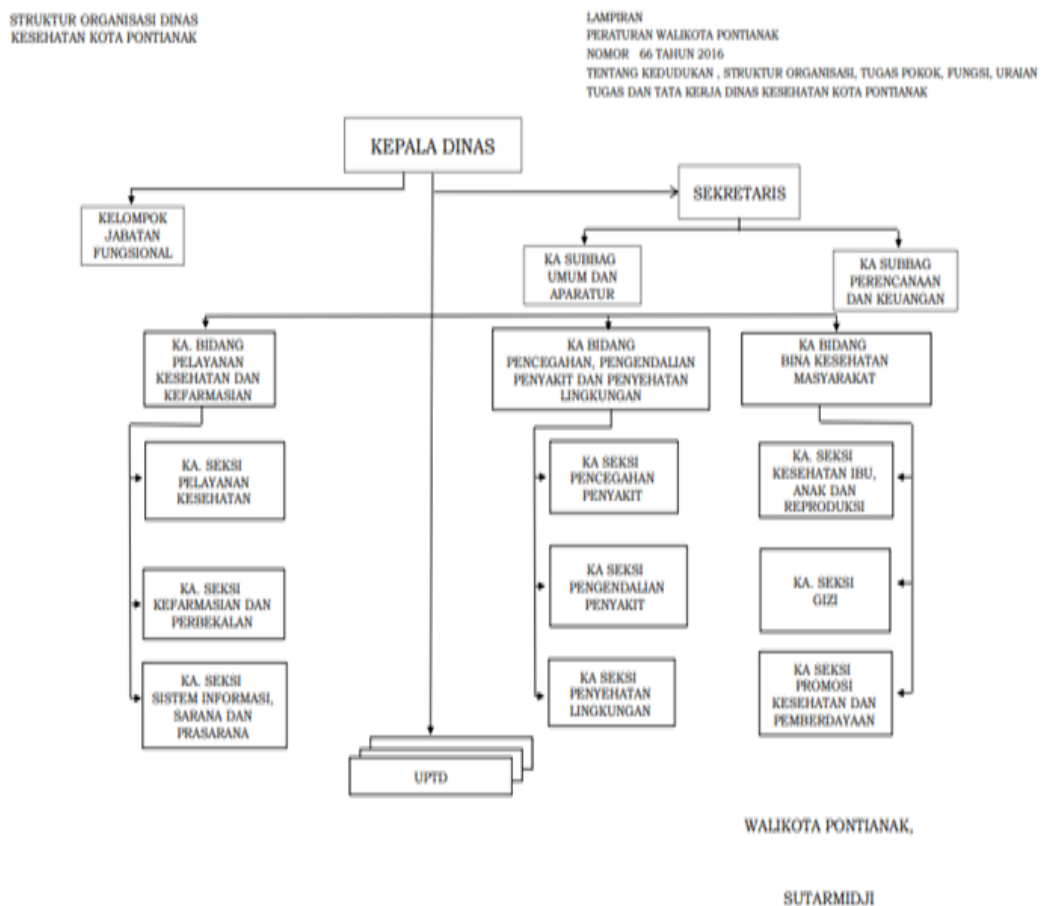 STRUKTUR ORGANISASI DINAS
KESEHATAN KOTA PONTIANAK
LAMPIRAN
PERATURAN WALIKOTA PONTIANAK
NOMOR 66 TAHUN 2016
TENTANG KEDUDUKAN , STRUKTUR ORGANISASI, TUGAS POKOK, FUNGSI, URAIAN
TUGAS DAN TATA KERJA DINAS KESEHATAN KOTA PONTIANAK
KEPALA DINAS
SEKRETARIS
KELOMPOK
JABATAN
FUNGSIONAL
KA SUBBAG
UMUM DAN
APARATUR
KA SUBBAG
PERENCANAAN
DAN KEUANGAN
KA. BIDANG
PELAYANAN
KESEHATAN DAN
KEFARMASIAN
KA BIDANG
PENCEGAHAN, PENGENDALIAN
PENYAKIT DAN PENYEHATAN
LINGKUNGAN
KA BIDANG
BINA KESEHATAN
MASYARAKAT
KA. SEKSI
PELAYANAN
KESEHATAN
KA SEKSI
PENCEGAHAN
PENYAKIT
KA. SEKSI
KESEHATAN IBU,
ANAK DAN
REPRODUKSI
KA. SEKSI
KEFARMASIAN DAN
PERBEKALAN
KA SEKSI
PENGENDALIAN
PENYAKIT
KA. SEKSI
GIZI
KA. SEKSI
SISTEM INFORMASI,
SARANA DAN
PRASARANA
KA SEKSI
PENYEHATAN
LINGKUNGAN
KA SEKSI
PROMOSI
KESEHATAN DAN
PEMBERDAYAAN
UPTD
WALIKOTA PONTIANAK,
SUTARMIDJI